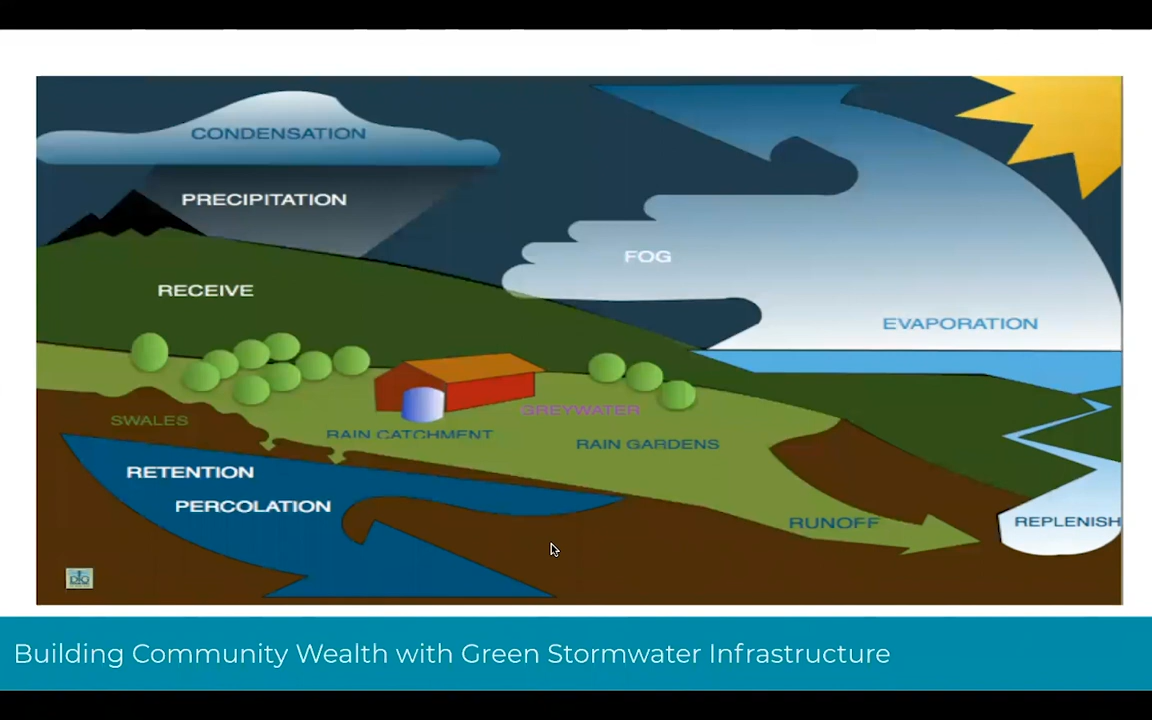 CONDENSATION
PRECIPITATION
FOG
RECEIVE
EVAPORATION
GREYWATER
SWALES
RAIN CATCHMENT
RAIN GARDENS
RETENTION
PERCOLATION
RUNOFF
REPLENISH
Building Community Wealth with Green Stormwater Infrastructure